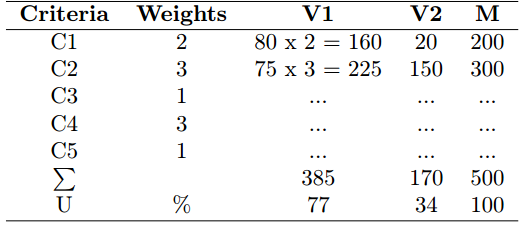 Criteria Weights V1 V2 M
C1 2 80 x 2 = 160 20 200
C2 3 75 x 3 = 225 150 300
C3 1 ... ... ...
C4 3 ... ... ...
C5 1 ... ... ...
∑ 385 170 500
U % 77 34 100